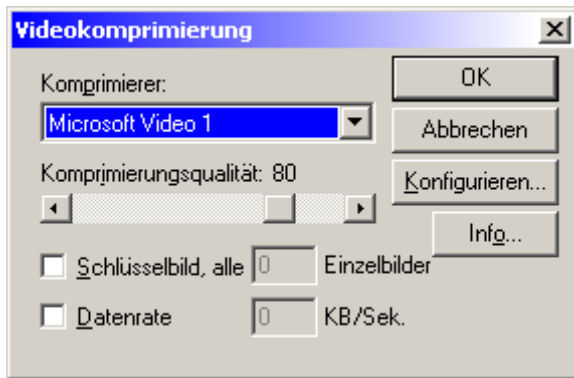 Videokomprimierung
Komprimierer:
Microsoft Video 1
Komprimierungsqualität: 80
Schlüsselbild, alle 0 Einzelbilder
Datenrate 0 KB/Sek.
OK
Abbrechen
Konfigurieren...
Info...